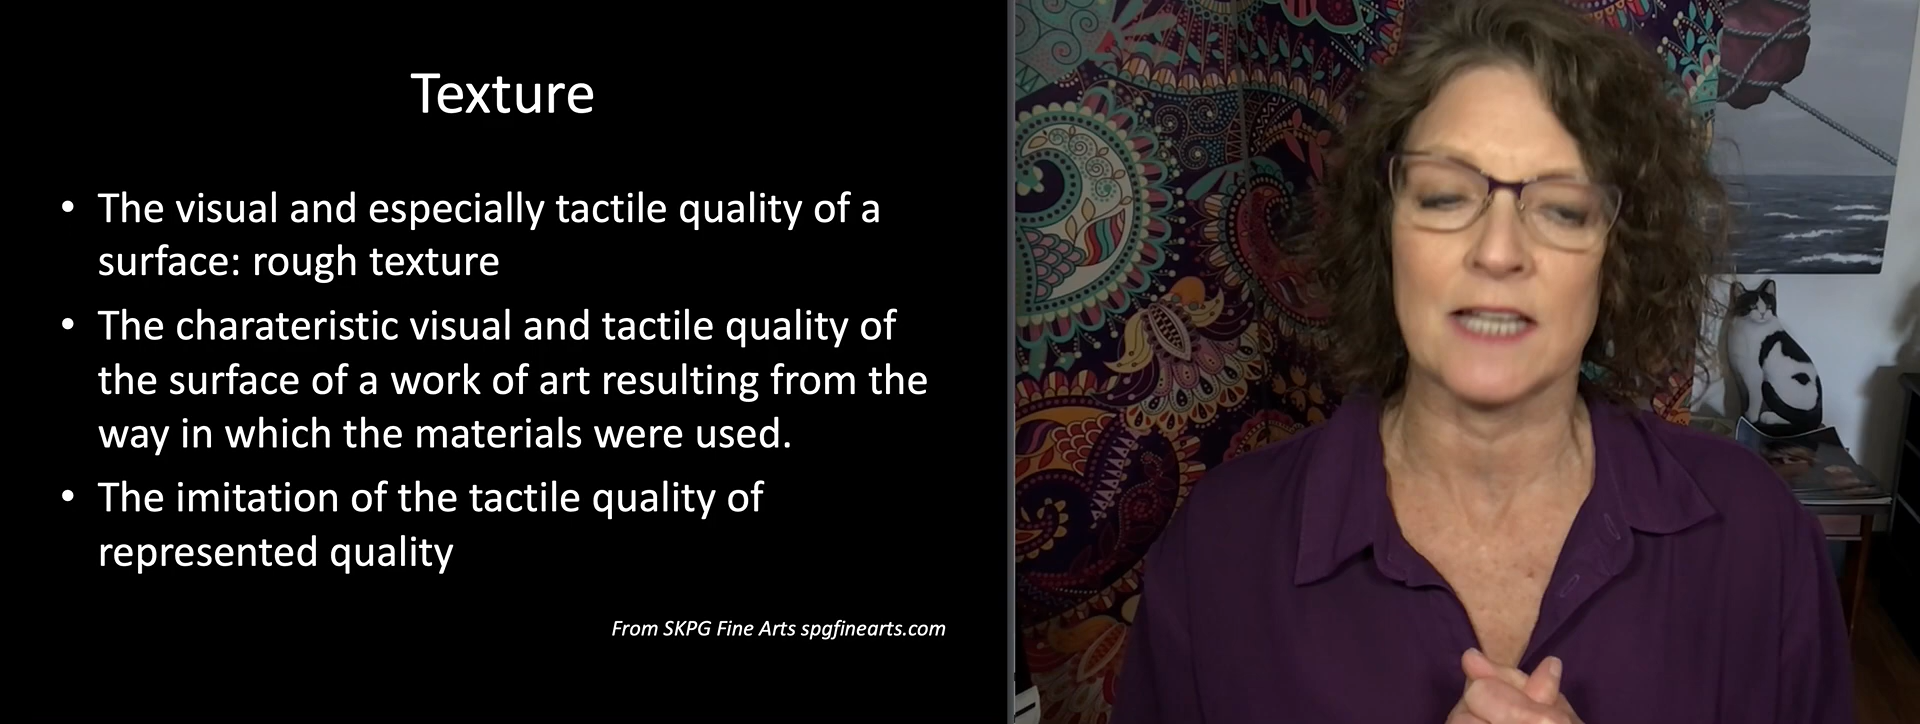 Texture
• The visual and especially tactile quality of a
surface: rough texture
• The charateristic visual and tactile quality of
the surface of a work of art resulting from the
way in which the materials were used.
• The imitation of the tactile quality of
represented quality
From SKPG Fine Arts spgfinearts.com